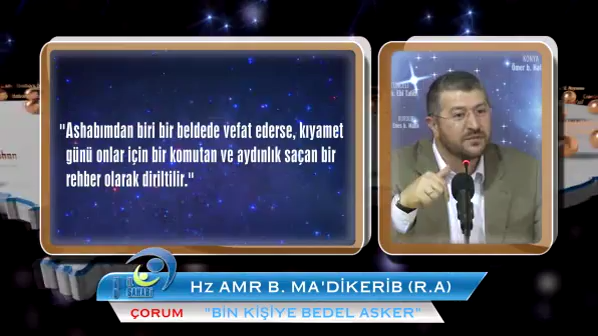 KONYA
"Ashabımdan biri bir beldede vefat ederse, kıyamet
günü onlar için bir komutan ve aydınlık saçan bir
rehber olarak diriltilir."
Hz AMR B. MA'DİKERİB (R.A)
ÇORUM "BİN KİŞİYE BEDEL ASKER"